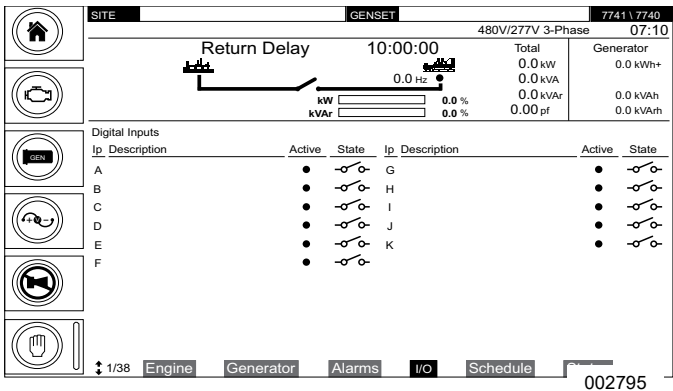 SITE GENSET 7741 \ 7740
480V/277V 3-Phase 07:10
Return Delay 10:00:00 Total Generator
0.0 kW 0.0 kWh+
0.0 Hz 0.0 kVA
0.0 kVAr 0.0 kVAh
kW 0.0 % 0.00 pf 0.0 kVArh
kVAr 0.0 %
Digital Inputs
Ip Description Active State Ip Description Active State
GEN
A G
B H
C I
D J
E K
F
+ V -
1/38 Engine Generator Alarms I/O Schedule
002795